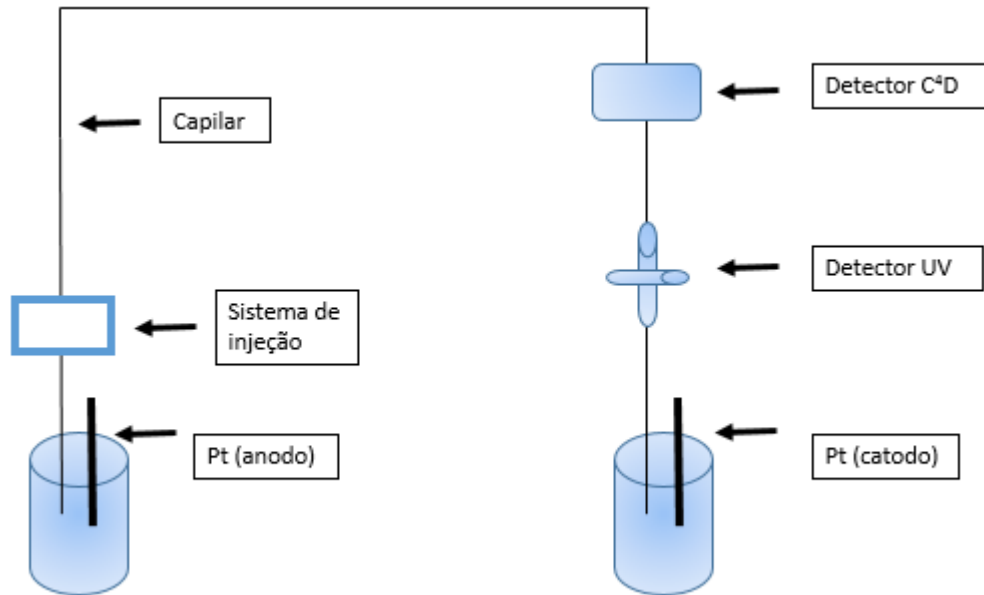 Detector C⁴D
Capilar
Detector UV
Sistema de
injeção
Pt (anodo)
Pt (catodo)